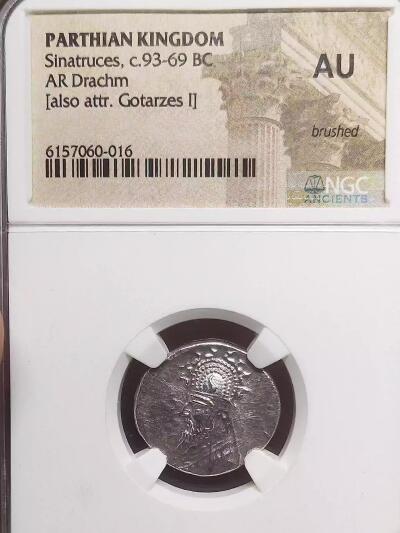 PARTHIAN KINGDOM
Sinatruces, c.93-69 BC
AR Drachm
[also attr. Gotarzes I]
AU
brushed
6157060-016
NGC
ANCIENTS